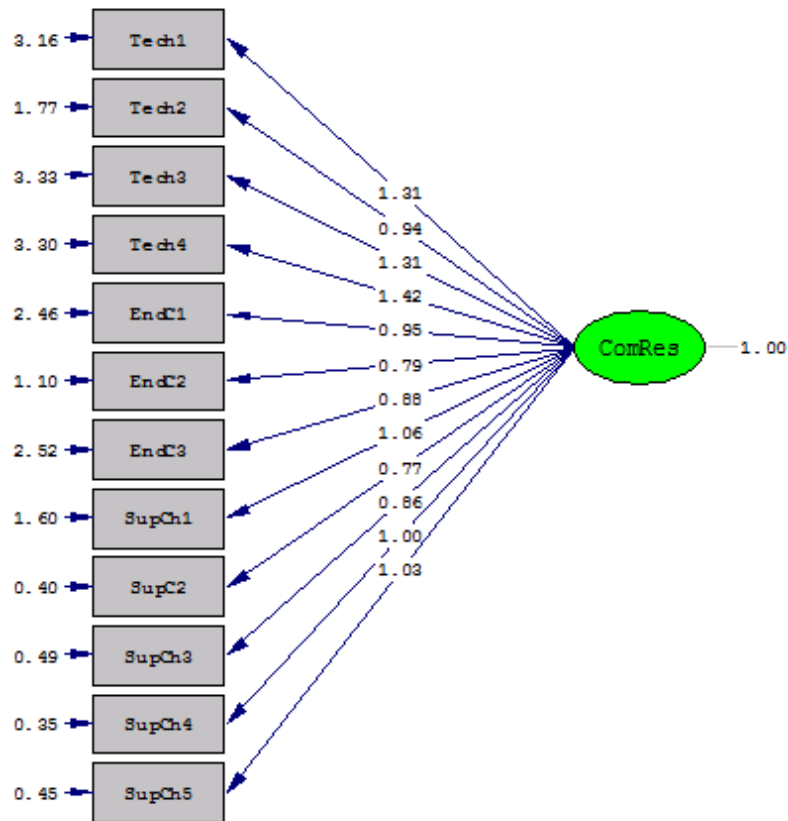 3.16 Tech1
1.77 Tech2
3.33 Tech3
1.31
3.30 Tech4
0.94
1.31
1.42
2.46 EndC1
0.95
ComRes 1.00
1.10 EndC2
0.79
0.88
2.52 EndC3
1.06
0.77
1.60 SupCh1
0.86
1.00
0.40 SupC2
1.03
0.49 SupCh3
0.35 SupCh4
0.45 SupCh5